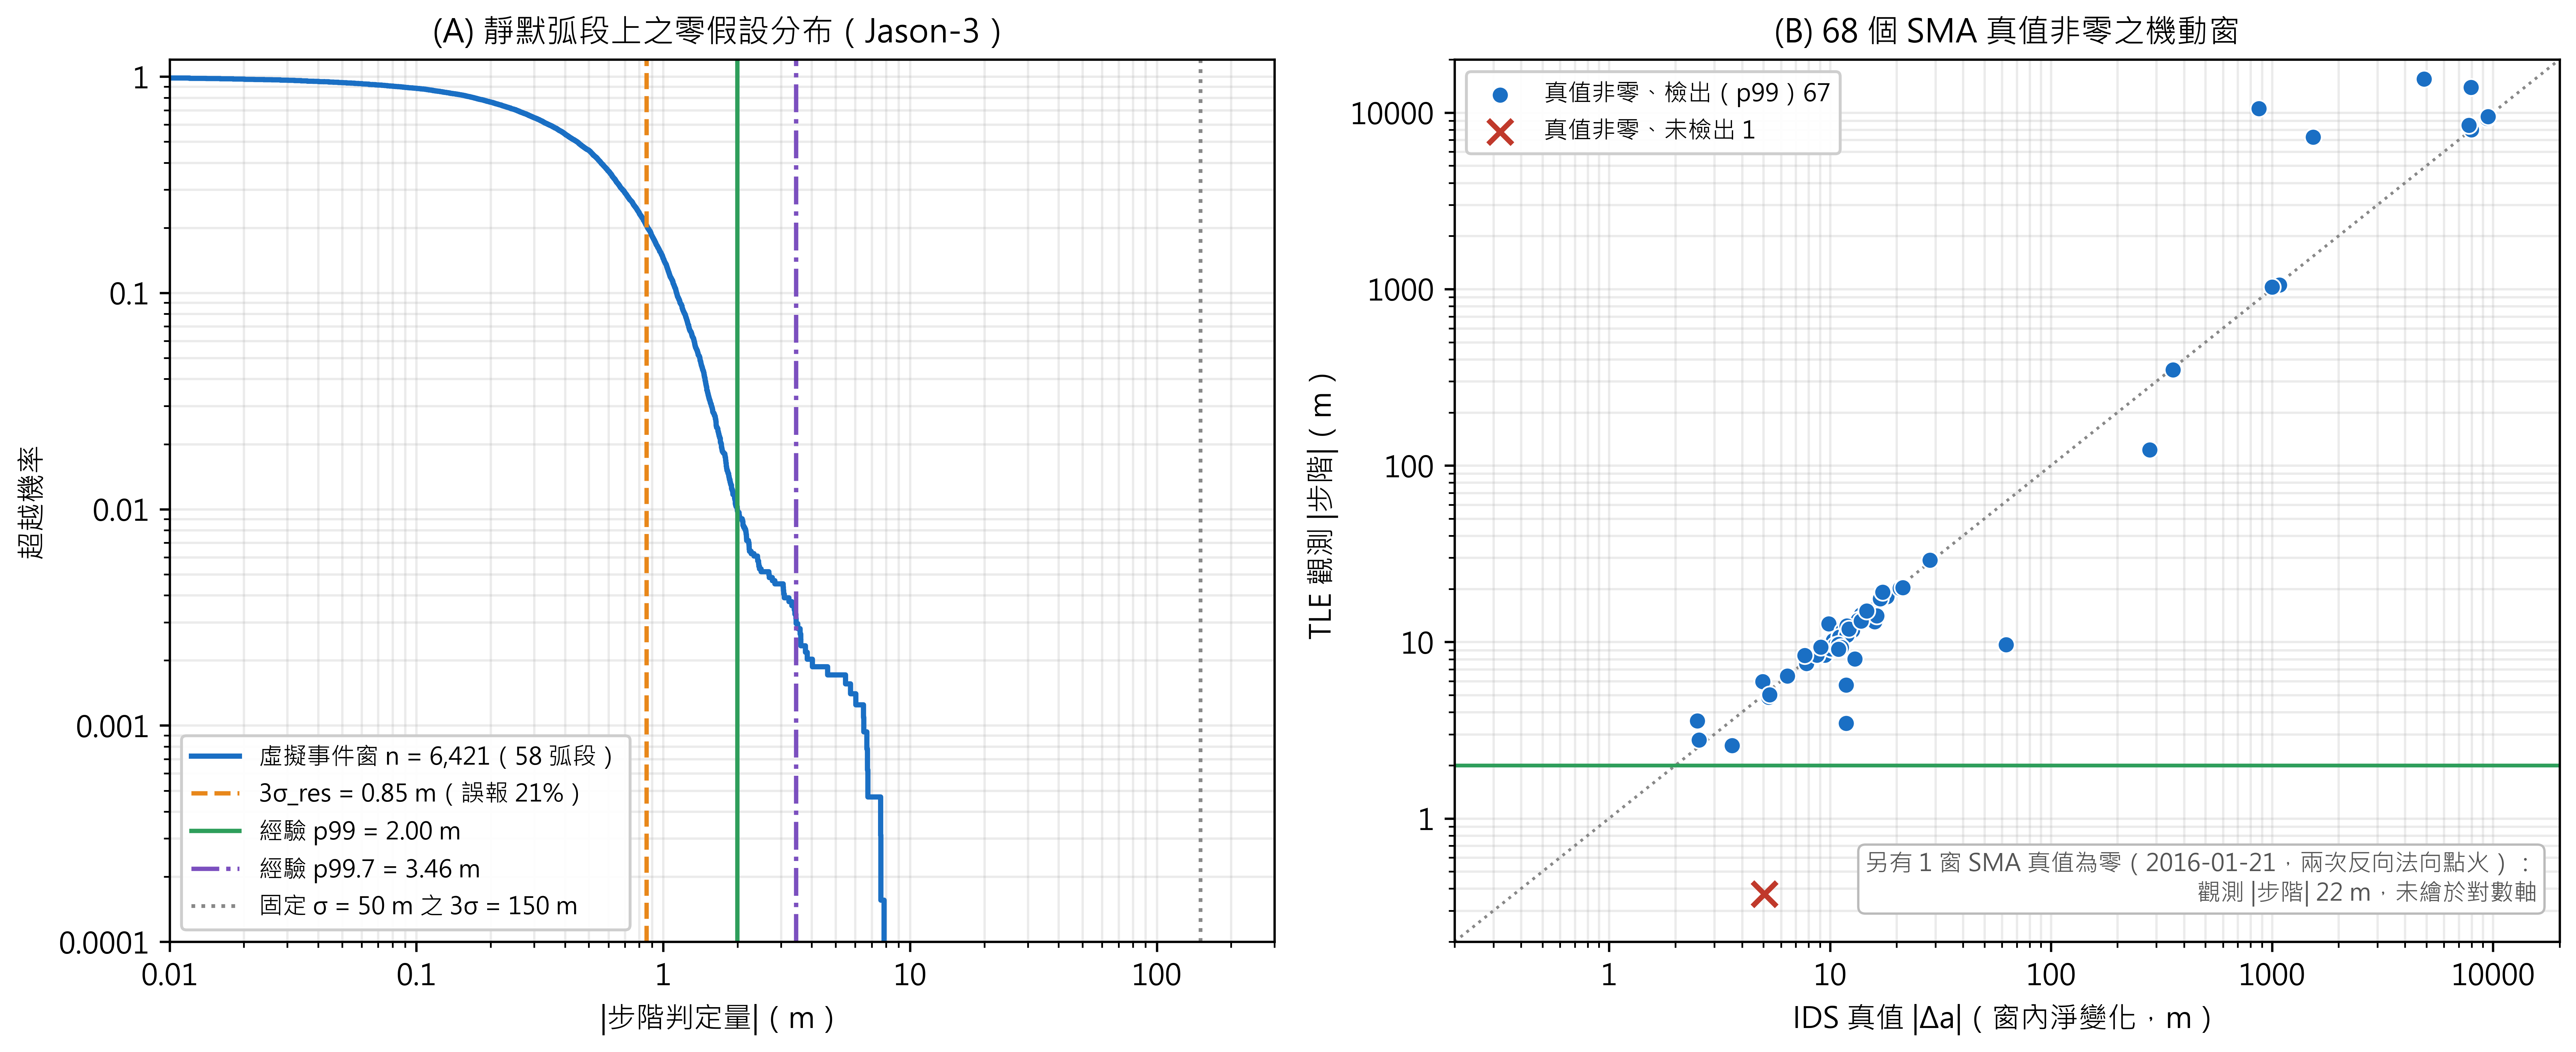 (A) 靜默弧段上之零假設分布（Jason-3）
1
0.1
0.01
0.001
0.0001
超越機率
虛擬事件窗 n = 6,421（58 弧段）
3σ_res = 0.85 m（誤報 21%）
經驗 p99 = 2.00 m
經驗 p99.7 = 3.46 m
固定 σ = 50 m 之 3σ = 150 m
0.01
0.1
1
10
100
|步階判定量|（m）
(B) 68 個 SMA 真值非零之機動窗
真值非零、檢出（p99）67
真值非零、未檢出 1
10000
1000
100
10
1
TLE 觀測 |步階|（m）
另有 1 窗 SMA 真值為零（2016-01-21，兩次反向法向點火）：
觀測 |步階| 22 m，未繪於對數軸
1
10
100
1000
10000
IDS 真值 |Δa|（窗內淨變化，m）